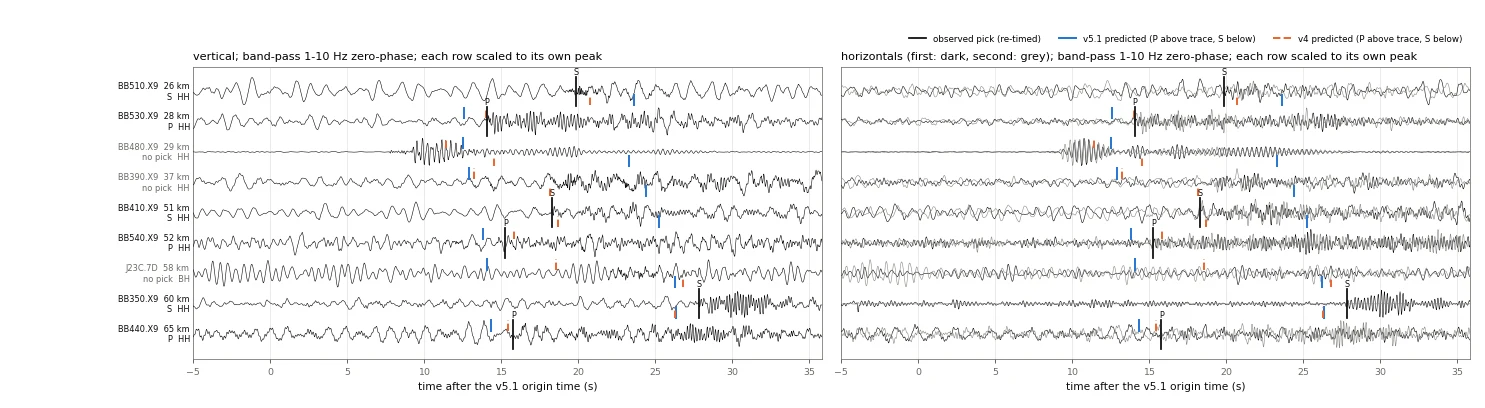 observed pick (re-timed)
v5.1 predicted (P above trace, S below)
v4 predicted (P above trace, S below)
vertical; band-pass 1-10 Hz zero-phase; each row scaled to its own peak
horizontals (first: dark, second: grey); band-pass 1-10 Hz zero-phase; each row scaled to its own peak
BB510.X9 26 km
S HH
S
S
BB530.X9 28 km
P HH
P
P
BB480.X9 29 km
no pick HH
BB390.X9 37 km
no pick HH
BB410.X9 51 km
S HH
S
S
BB540.X9 52 km
P HH
P
P
J23C.7D 58 km
no pick BH
BB350.X9 60 km
S HH
S
S
BB440.X9 65 km
P HH
P
P
−5 0 5 10 15 20 25 30 35
−5 0 5 10 15 20 25 30 35
time after the v5.1 origin time (s)
time after the v5.1 origin time (s)